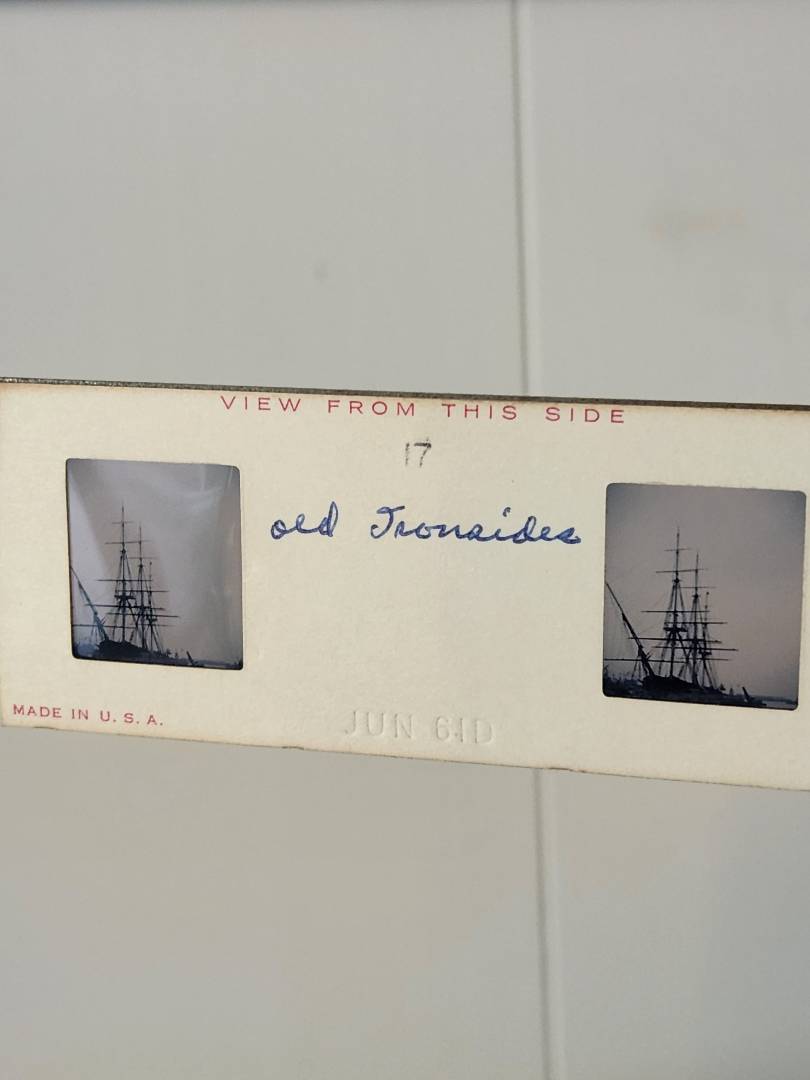 VIEW FROM THIS SIDE
17
old Ironsides
MADE IN U.S.A.
JUN 61D